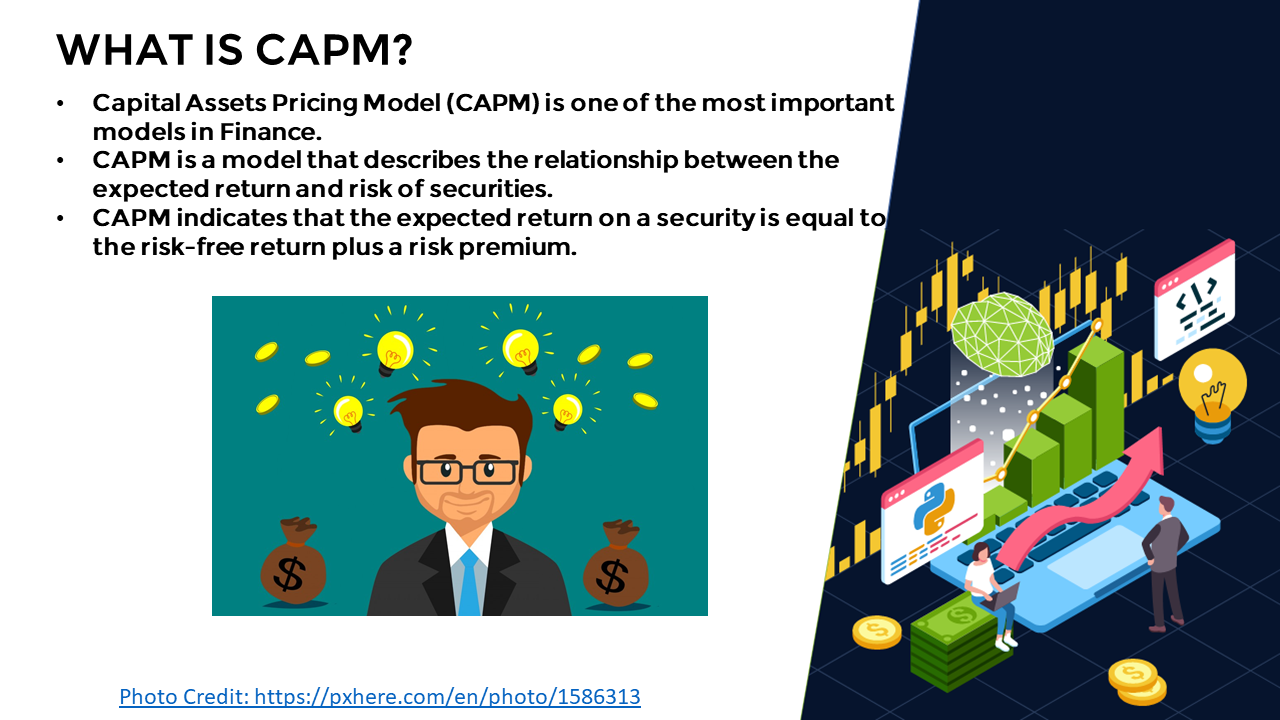 WHAT IS CAPM?
• Capital Assets Pricing Model (CAPM) is one of the most important
models in Finance.
• CAPM is a model that describes the relationship between the
expected return and risk of securities.
• CAPM indicates that the expected return on a security is equal to
the risk-free return plus a risk premium.
$ $
Photo Credit: https://pxhere.com/en/photo/1586313